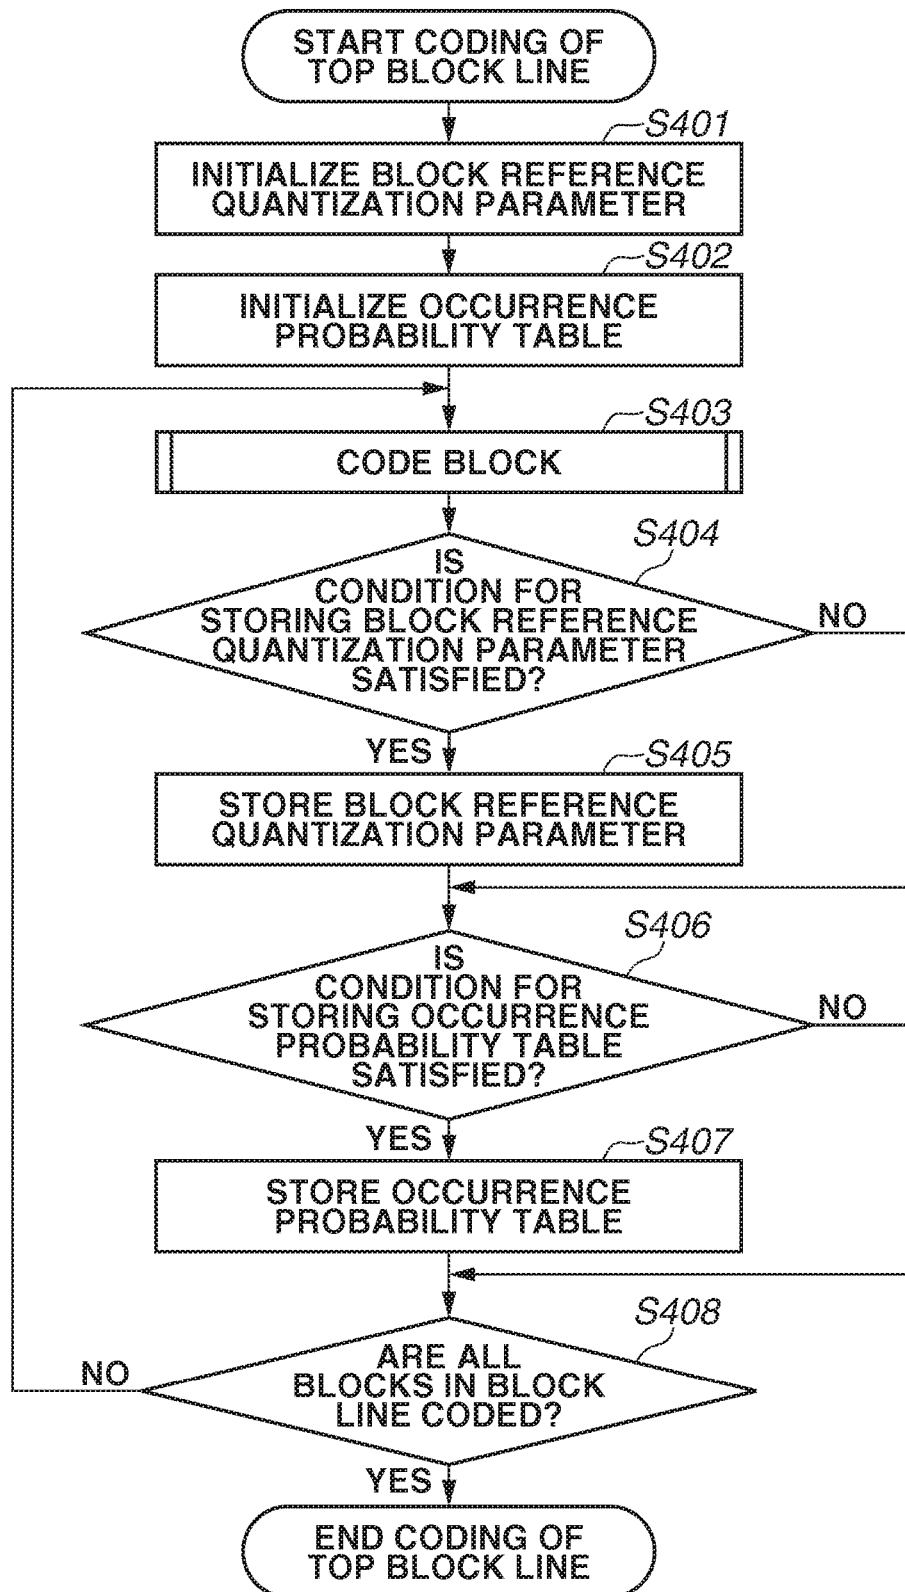 START CODING OF
TOP BLOCK LINE
S401
INITIALIZE BLOCK REFERENCE
QUANTIZATION PARAMETER
S402
INITIALIZE OCCURRENCE
PROBABILITY TABLE
S403
CODE BLOCK
S404
IS
CONDITION FOR
STORING BLOCK REFERENCE
QUANTIZATION PARAMETER
SATISFIED?
NO
YES
S405
STORE BLOCK REFERENCE
QUANTIZATION PARAMETER
S406
IS
CONDITION FOR
STORING OCCURRENCE
PROBABILITY TABLE
SATISFIED?
NO
YES
S407
STORE OCCURRENCE
PROBABILITY TABLE
S408
ARE ALL
BLOCKS IN BLOCK
LINE CODED?
NO
YES
END CODING OF
TOP BLOCK LINE